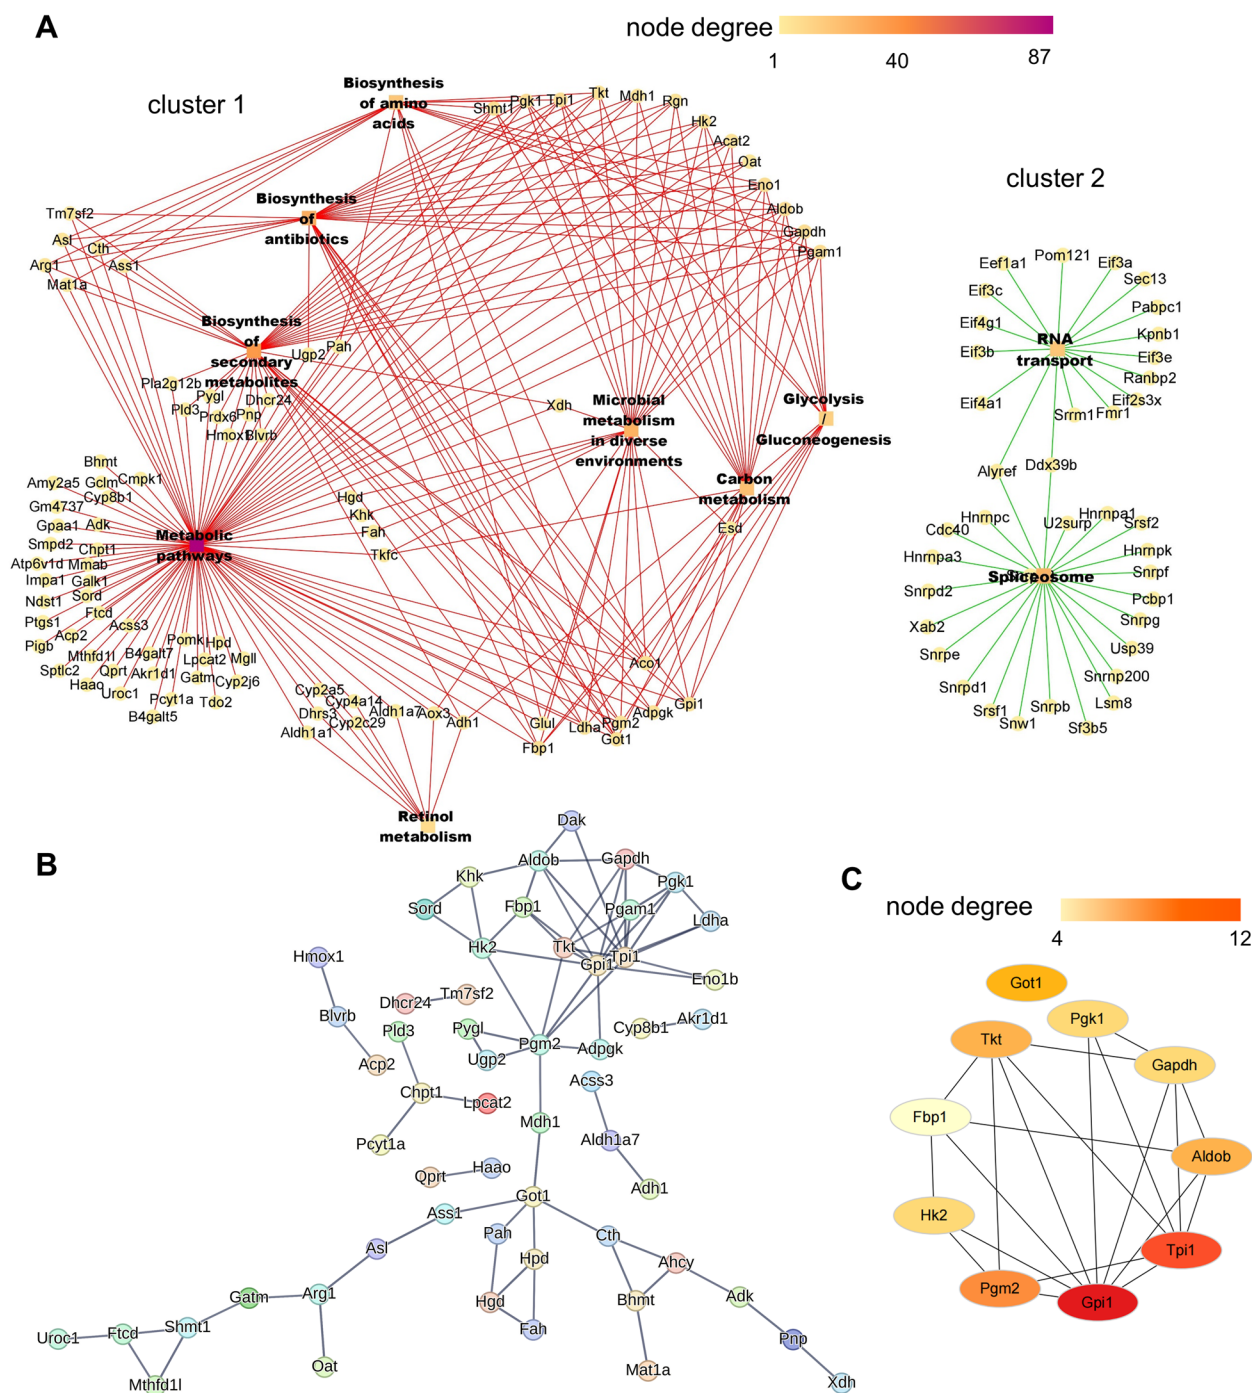 A
node degree
1
40
87
cluster 1
Biosynthesis
of amino
acids
Shmt1
Pgk1
Tpi1
Tkt
Mdh1
Rgn
Hk2
Acat2
Oat
Eno1
Aldob
Gapdh
Pgam1
Biosynthesis
of
antibiotics
Tm7sf2
Asl
Cth
Arg1
Ass1
Mat1a
Biosynthesis
of
secondary
metabolites
Ugp2
Pah
Pla2g12b
Pygl
Dhcr24
Pld3
Prdx6
Pnp
Hmox1
Blvrb
Xdh
Microbial
metabolism
in diverse
environments
Glycolysis
/
Gluconeogenesis
Carbon
metabolism
Esd
Bhmt
Amy2a5
Gclm
Cmpk1
Cyp8b1
Gm4737
Gpaa1
Adk
Smpd2
Chpt1
Atp6v1d
Mmab
Impa1
Galk1
Sord
Ndst1
Ftcd
Ptgs1
Acp2
Acss3
Pigb
Mthfd1l
B4galt7
Pomk
Hpd
Sptlc2
Qprt
Akr1d1
Lpcat2
Mgll
Haao
Uroc1
Gatm
Cyp2j6
Pcyt1a
Tdo2
B4galt5
Metabolic
pathways
Hgd
Khk
Fah
Tkfc
Cyp2a5
Cyp4a14
Dhrs3
Cyp2c29
Aldh1a7
Aox3
Aldh1a1
Adh1
Glul
Fbp1
Ldha
Pgm2
Got1
Adpgk
Gpi1
Aco1
Retinol
metabolism
cluster 2
Eef1a1
Pom121
Eif3a
Sec13
Eif3c
Pabpc1
Eif4g1
Kpnb1
RNA
transport
Eif3b
Eif3e
Ranbp2
Eif4a1
Eif2s3x
Srrm1
Fmr1
Alyref
Ddx39b
Hnrnpc
Hnrnpa1
Cdc40
U2surp
Srsf2
Hnrnpa3
Hnrnpk
Spliceosome
Snrpf
Snrpd2
Pcbp1
Xab2
Snrpg
Snrpe
Usp39
Snrpd1
Snrnp200
Srsf1
Snrpb
Lsm8
Snw1
Sf3b5
B
Dak
Aldob
Gapdh
Khk
Pgk1
Sord
Fbp1
Pgam1
Ldha
Hk2
Tkt
Gpi1
Tpi1
Eno1b
Hmox1
Dhcr24
Tm7sf2
Blvrb
Pld3
Pygl
Cyp8b1
Akr1d1
Acp2
Ugp2
Pgm2
Adpgk
Acss3
Chpt1
Lpcat2
Mdh1
Pcyt1a
Aldh1a7
Qprt
Haao
Adh1
Got1
Ass1
Pah
Cth
Asl
Hpd
Ahcy
Gatm
Arg1
Hgd
Bhmt
Adk
Uroc1
Ftcd
Shmt1
Fah
Pnp
Oat
Mat1a
Mthfd1l
Xdh
C
node degree
4
12
Got1
Pgk1
Tkt
Gapdh
Fbp1
Aldob
Hk2
Tpi1
Pgm2
Gpi1